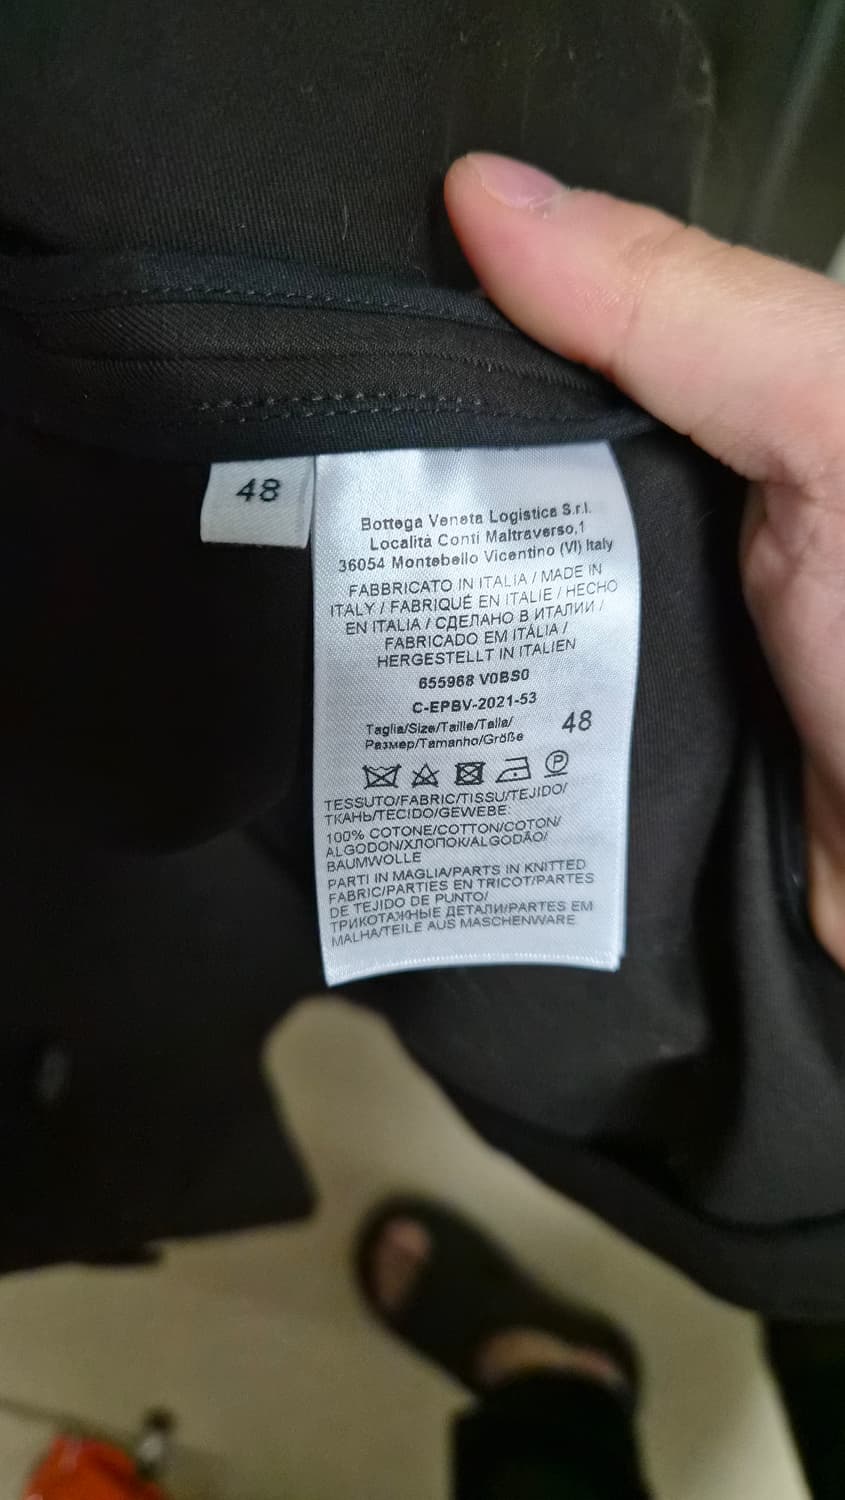 48
Bottega Veneta Logistica S.r.l.
Località Conti Maltraverso,1
36054 Montebello Vicentino (VI) Italy
FABBRICATO IN ITALIA / MADE IN
ITALY / FABRIQUÉ EN ITALIE / HECHO
EN ITALIA / СДЕЛАНО В ИТАЛИИ /
FABRICADO EM ITÁLIA /
HERGESTELLT IN ITALIEN
655968 V0BS0
C-EPBV-2021-53
Taglia/Size/Taille/Talla/
Размер/Tamanho/Größe
48
TESSUTO/FABRIC/TISSU/TEJIDO/
ТКАНЬ/TECIDO/GEWEBE:
100% COTONE/COTTON/COTON/
ALGODON/ХЛОПОК/ALGODÃO/
BAUMWOLLE
PARTI IN MAGLIA/PARTS IN KNITTED
FABRIC/PARTIES EN TRICOT/PARTES
DE TEJIDO DE PUNTO/
ТРИКОТАЖНЫЕ ДЕТАЛИ/PARTES EM
MALHA/TEILE AUS MASCHENWARE